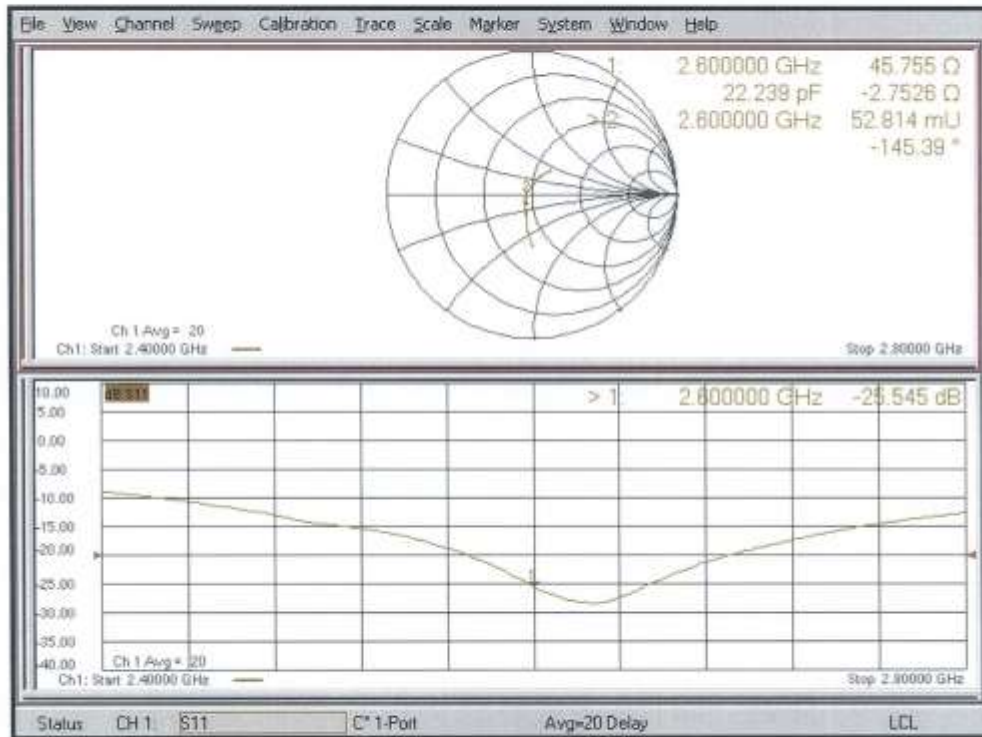 File View Channel Sweep Calibration Trace Scale Marker System Window Help
1: 2.600000 GHz 45.755 Ω
22.239 pF -2.7526 Ω
> 2: 2.600000 GHz 52.814 mU
-145.39 °
Ch 1 Avg = 20
Ch1: Start 2.40000 GHz
Stop 2.80000 GHz
10.00
dB S11
> 1: 2.600000 GHz -25.545 dB
5.00
0.00
-5.00
-10.00
-15.00
-20.00
-25.00
1
-30.00
-35.00
-40.00
Ch 1 Avg = 20
Ch1: Start 2.40000 GHz
Stop 2.80000 GHz
Status CH 1: S11 C* 1-Port Avg=20 Delay LCL